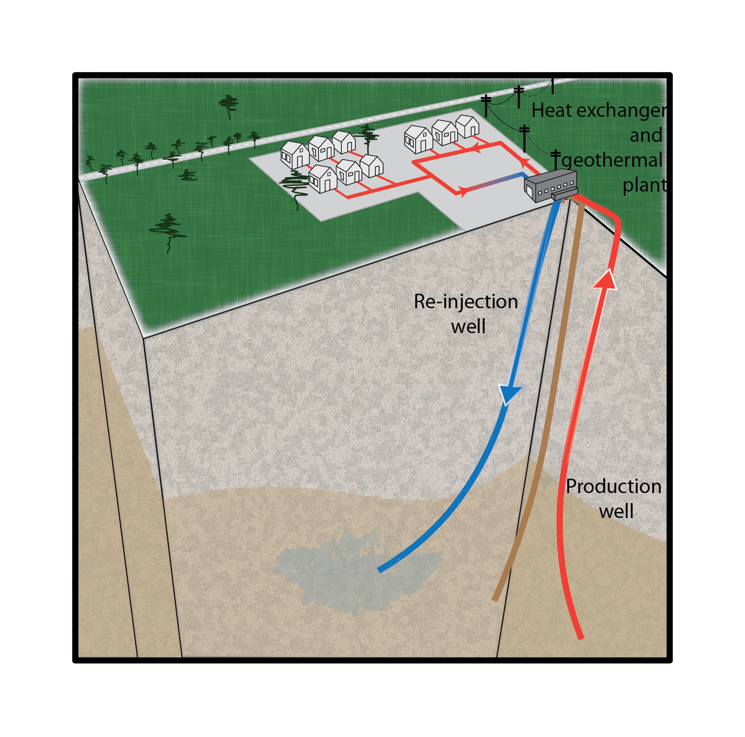 Heat exchanger
and
geothermal
plant
Re-injection
well
Production
well